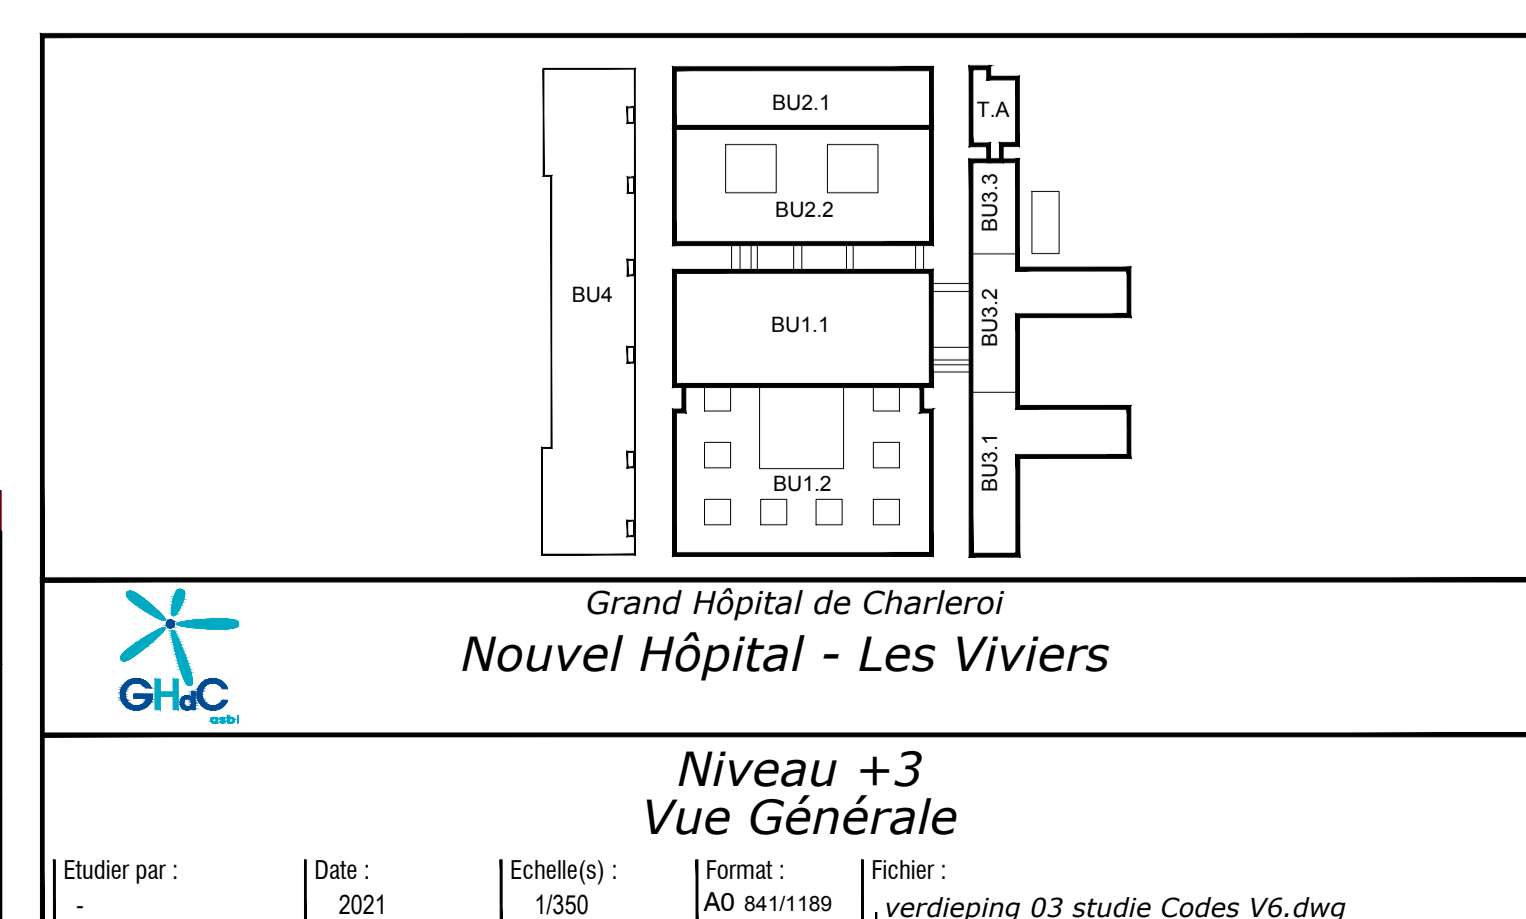 BU2.1
T.A
BU2.2
BU3.3
BU4
BU1.1
BU3.2
BU1.2
BU3.1
Grand Hôpital de Charleroi
Nouvel Hôpital - Les Viviers
GHdC
asbl
Niveau +3
Vue Générale
Etudier par :
-
Date :
2021
Echelle(s) :
1/350
Format :
A0 841/1189
Fichier :
verdieping 03 studie Codes V6.dwg